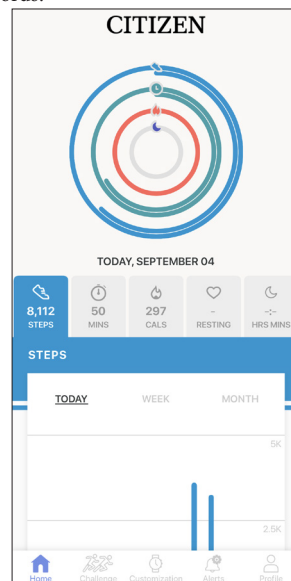 CITIZEN
TODAY, SEPTEMBER 04
8,112
STEPS
50
MINS
297
CALS
-
RESTING
-:-
HRS MINS
STEPS
TODAY
WEEK
MONTH
5K
2.5K
Home
Challenge
Customization
Alerts
Profile